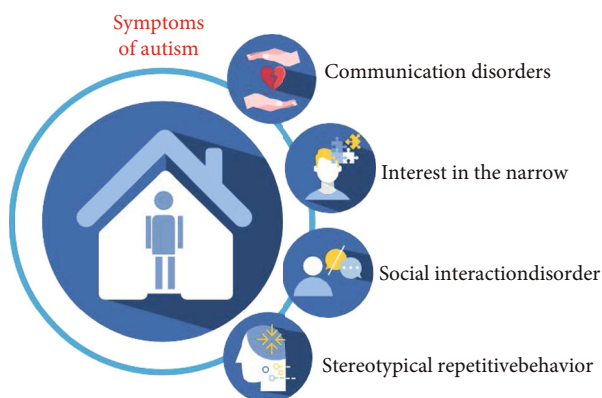 Symptoms
of autism
Communication disorders
Interest in the narrow
Social interactiondisorder
Stereotypical repetitivebehavior